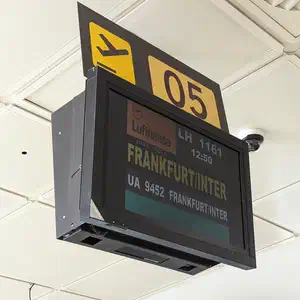 05
Lufthansa
LH 1161
12:50
FRANKFURT/INTER
UA 9452 FRANKFURT/INTER